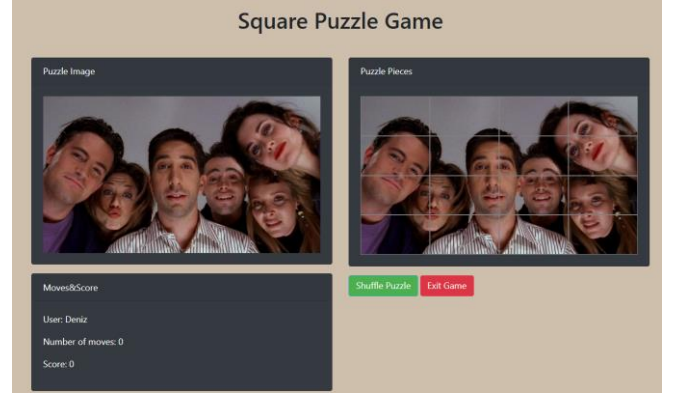 Square Puzzle Game
Puzzle Image
Puzzle Pieces
Moves&Score
User: Deniz
Number of moves: 0
Score: 0
Shuffle Puzzle
Exit Game